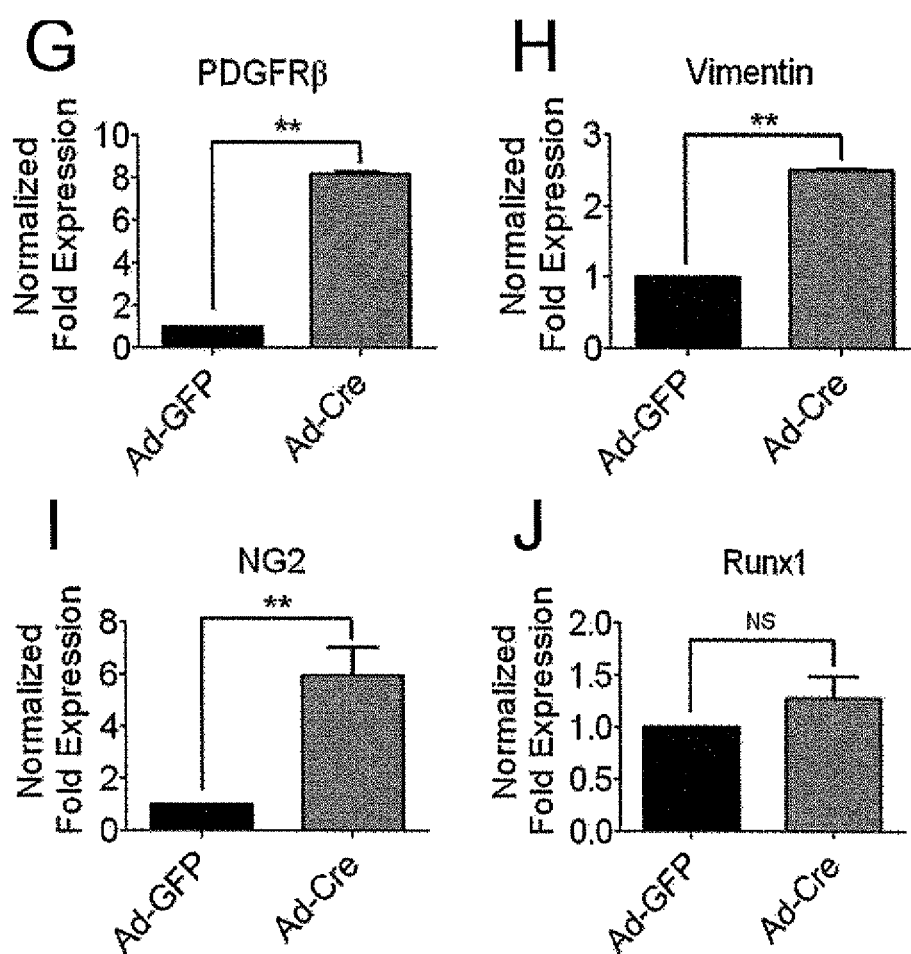 G
PDGFRβ
Normalized
Fold Expression
10
8
6
4
2
0
**
Ad-GFP
Ad-Cre
H
Vimentin
Normalized
Fold Expression
3
2
1
0
**
Ad-GFP
Ad-Cre
I
NG2
Normalized
Fold Expression
8
6
4
2
0
**
Ad-GFP
Ad-Cre
J
Runx1
Normalized
Fold Expression
2.0
1.5
1.0
0.5
0.0
NS
Ad-GFP
Ad-Cre